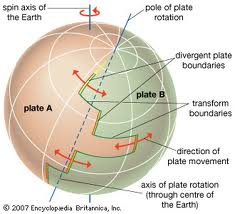 spin axis of
the Earth
pole of plate
rotation
divergent plate
boundaries
plate A
plate B
transform
boundaries
direction of
plate movement
axis of plate rotation
(through centre of
the Earth)
© 2007 Encyclopædia Britannica, Inc.